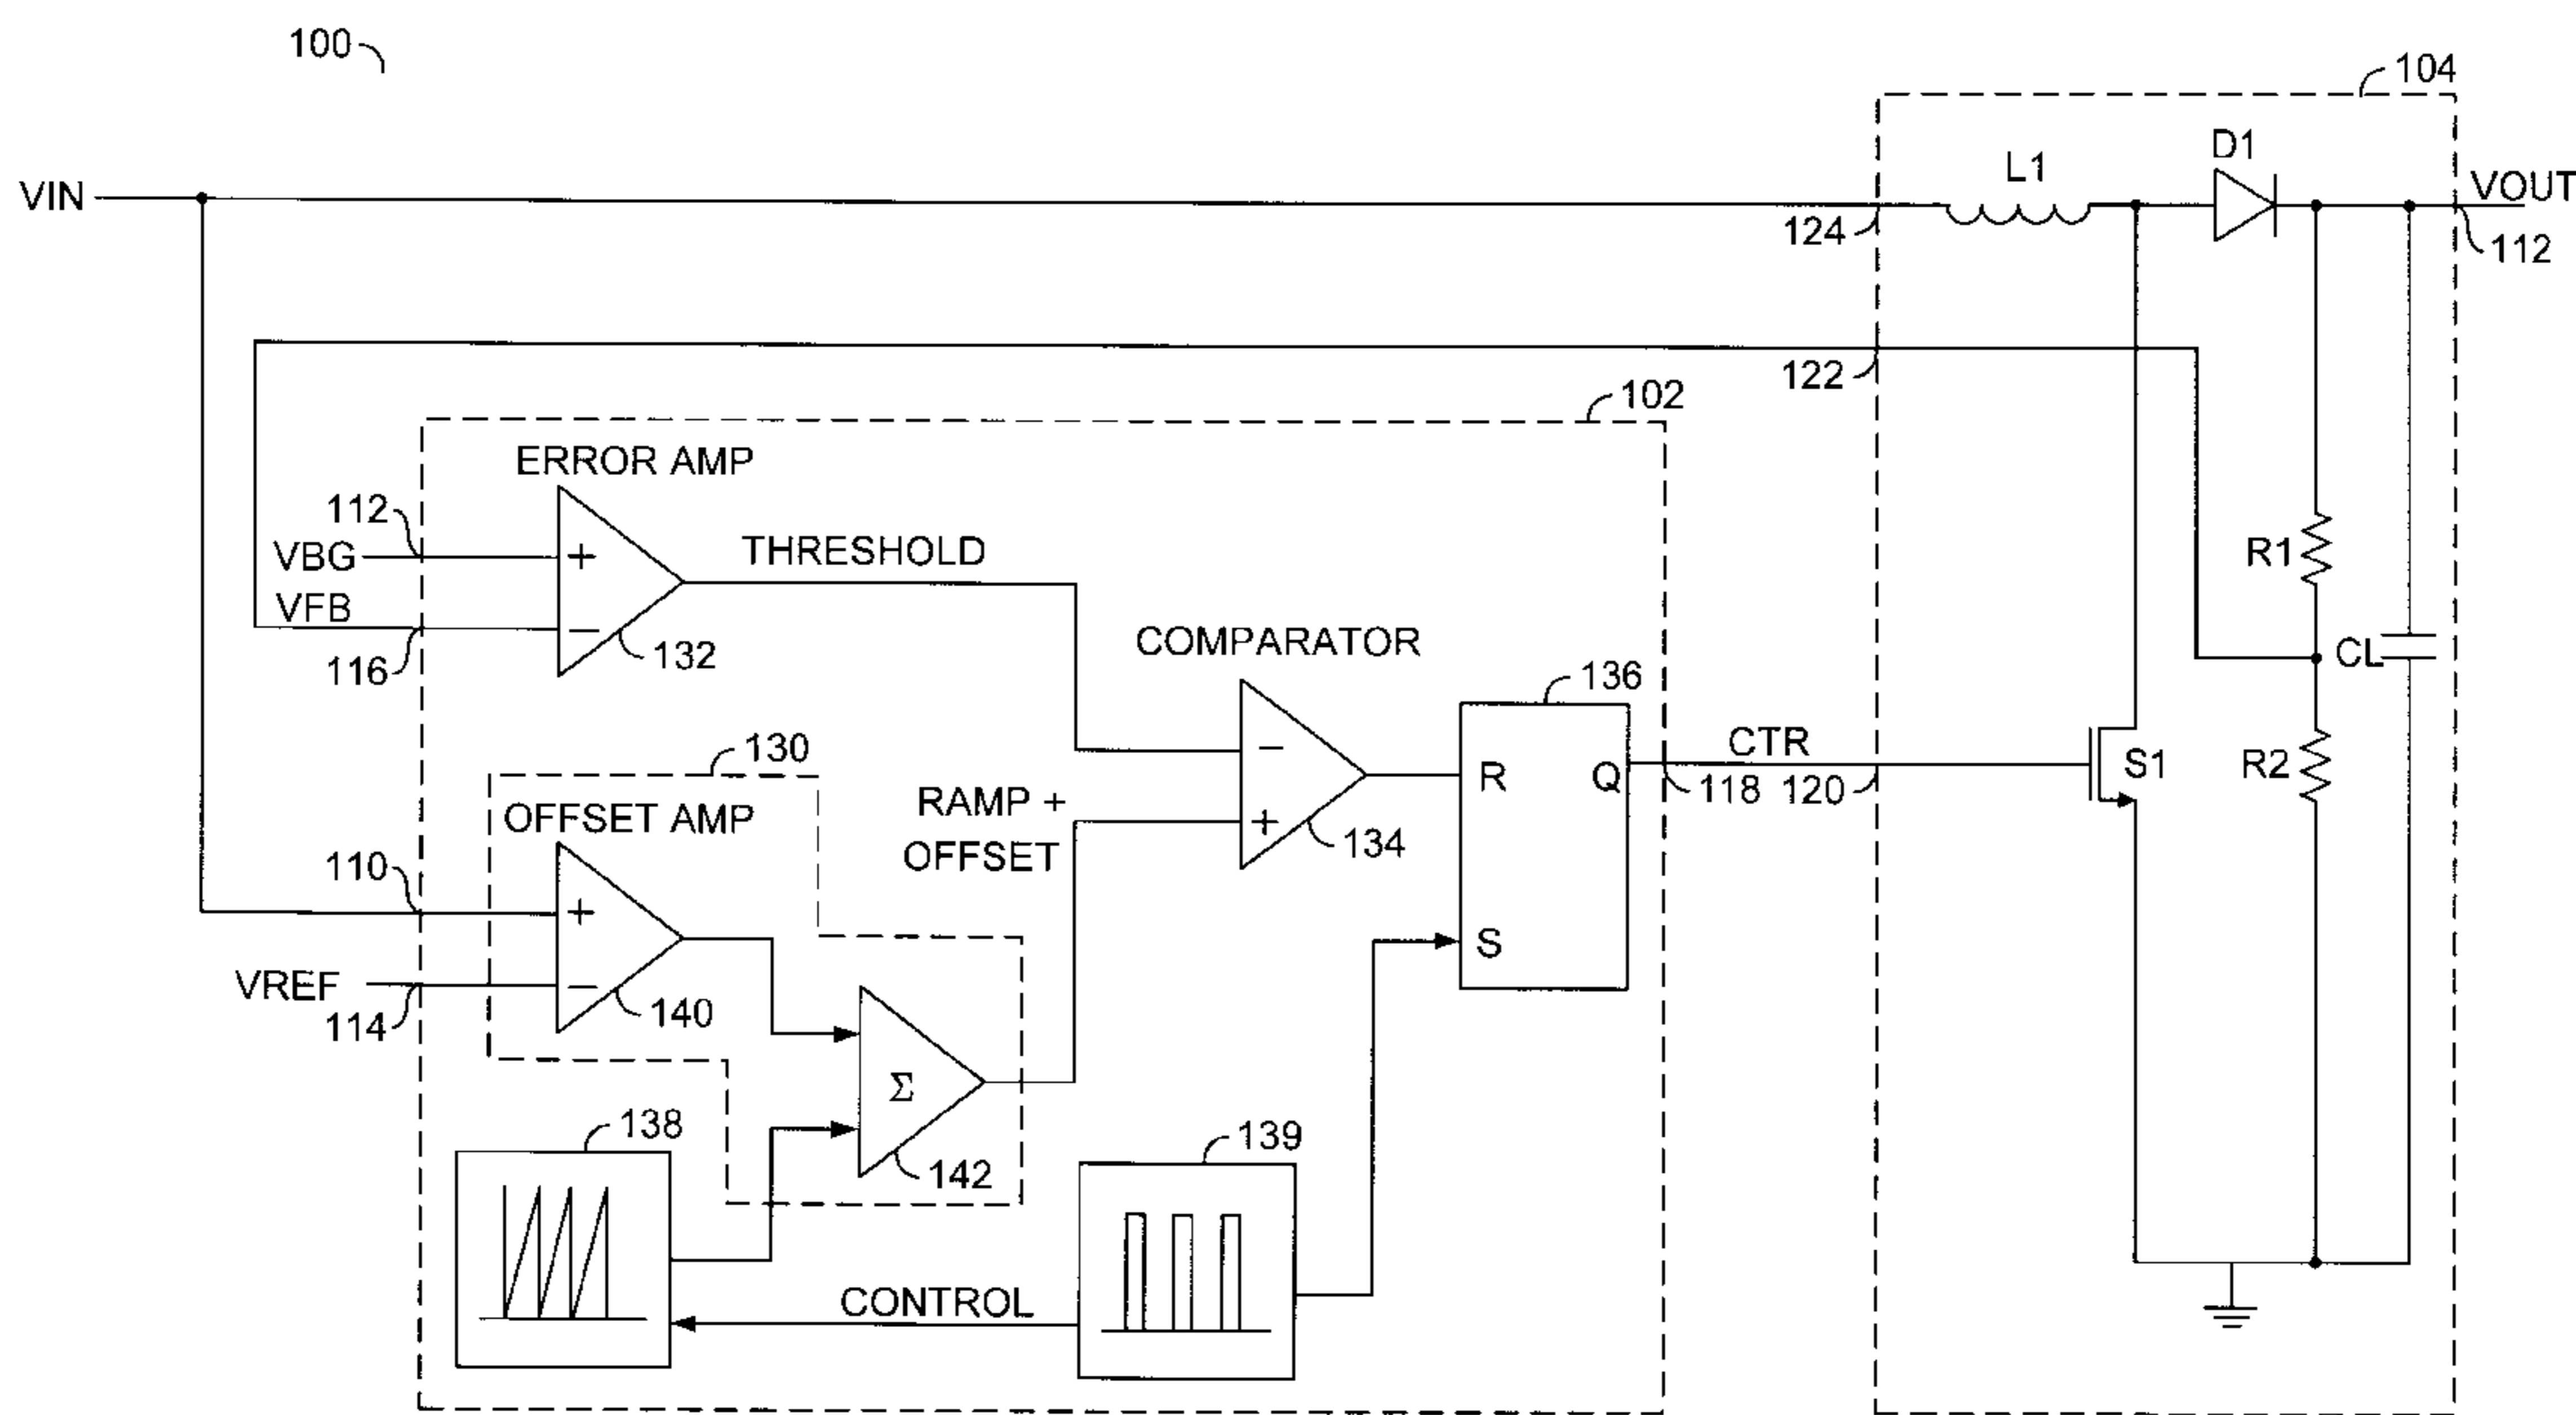 100
104
D1
L1
VIN
VOUT
124
112
122
102
ERROR AMP
112
VBG
THRESHOLD
R1
VFB
116
132
COMPARATOR
CL
136
130
CTR
R
Q
S1
R2
OFFSET AMP
RAMP +
OFFSET
118
120
134
110
S
VREF
114
140
Σ
138
139
142
CONTROL
+
−
−
+
+
−